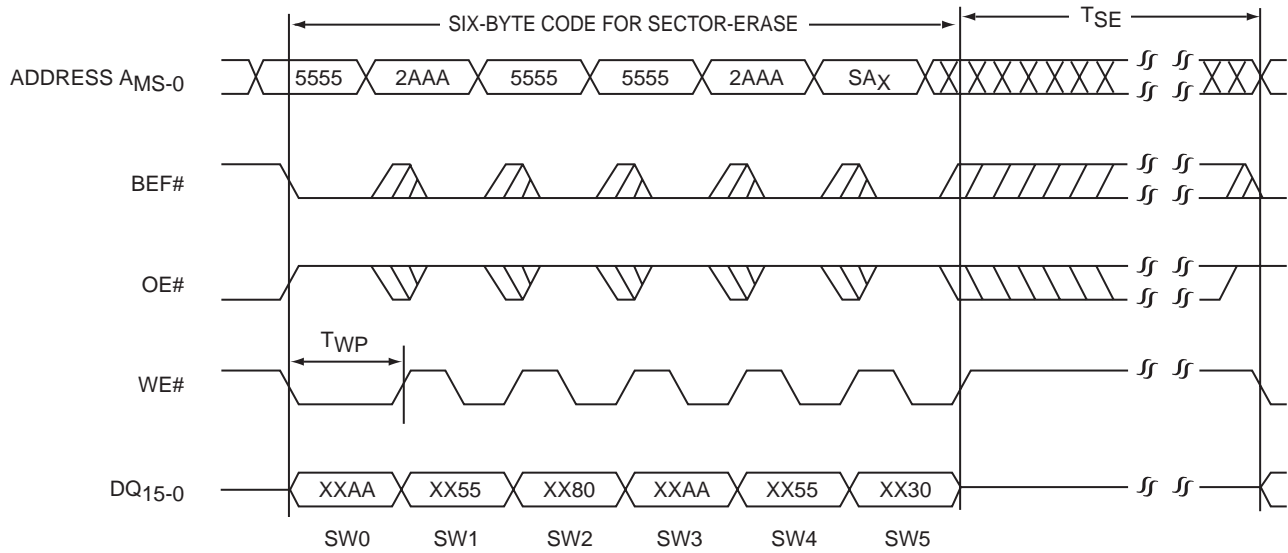 SIX-BYTE CODE FOR SECTOR-ERASE TSE
ADDRESS AMS-0 5555 2AAA 5555 5555 2AAA SAX
BEF#
OE#
TWP
WE#
DQ15-0 XXAA XX55 XX80 XXAA XX55 XX30
SW0 SW1 SW2 SW3 SW4 SW5